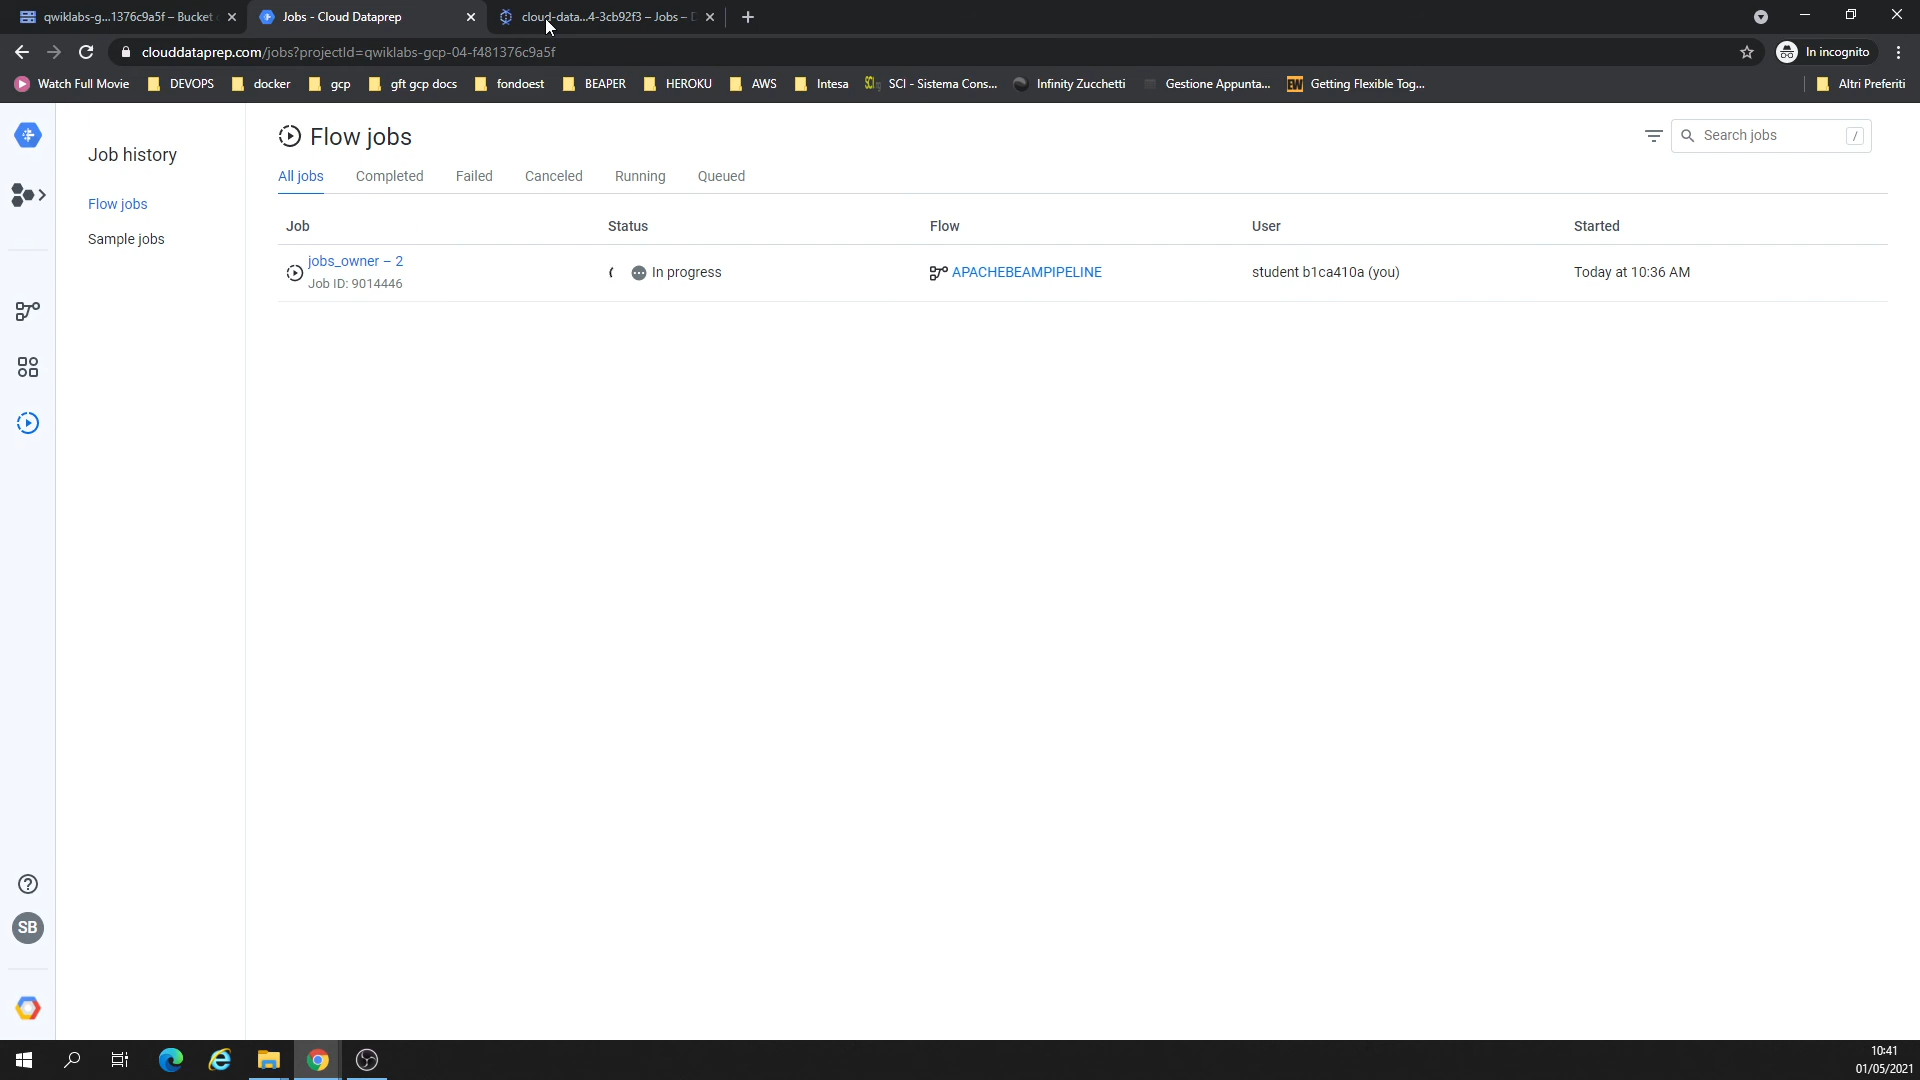 qwiklabs-g...1376c9a5f – Bucket
Jobs - Cloud Dataprep
cloud-data...4-3cb92f3 – Jobs –
clouddataprep.com/jobs?projectId=qwiklabs-gcp-04-f481376c9a5f
In incognito
Watch Full Movie
DEVOPS
docker
gcp
gft gcp docs
fondoest
BEAPER
HEROKU
AWS
Intesa
SCI - Sistema Cons...
Infinity Zucchetti
Gestione Appunta...
EW
Getting Flexible Tog...
Altri Preferiti
Job history
Flow jobs
Sample jobs
Flow jobs
Search jobs
/
All jobs
Completed
Failed
Canceled
Running
Queued
Job
Status
Flow
User
Started
jobs_owner – 2
Job ID: 9014446
In progress
APACHEBEAMPIPELINE
student b1ca410a (you)
Today at 10:36 AM
SB
10:41
01/05/2021